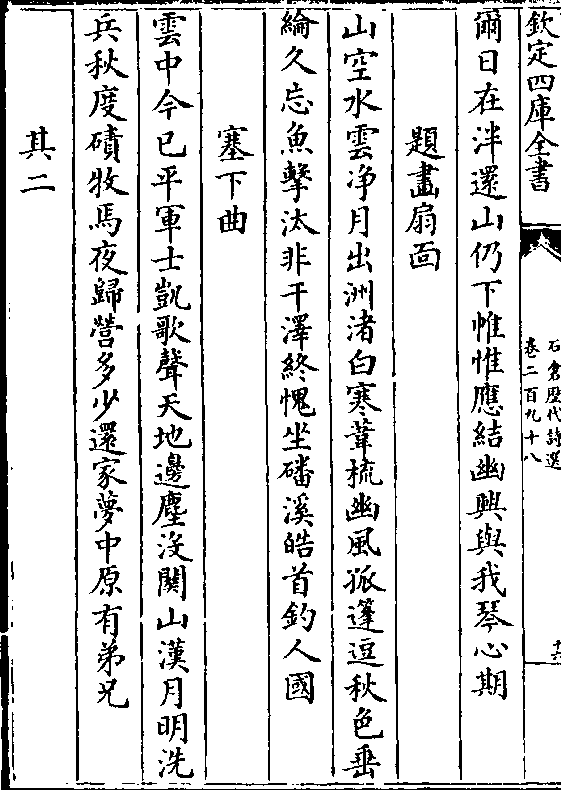 欽定四庫全書
石倉歴代詩選
卷二百九十八
十六
爾日在泮還山仍下帷惟應結幽興與我琴心期
題畫扇面
山空水雲净月出洲渚白寒葦梳幽風孤篷逗秋色垂
綸久忘魚擊汰非干澤終愧坐磻溪皓首釣人國
塞下曲
雲中今已平軍士凱歌聲天地邊塵沒關山漢月明洗
兵秋度磧牧馬夜歸營多少還家夢中原有弟兄
其二